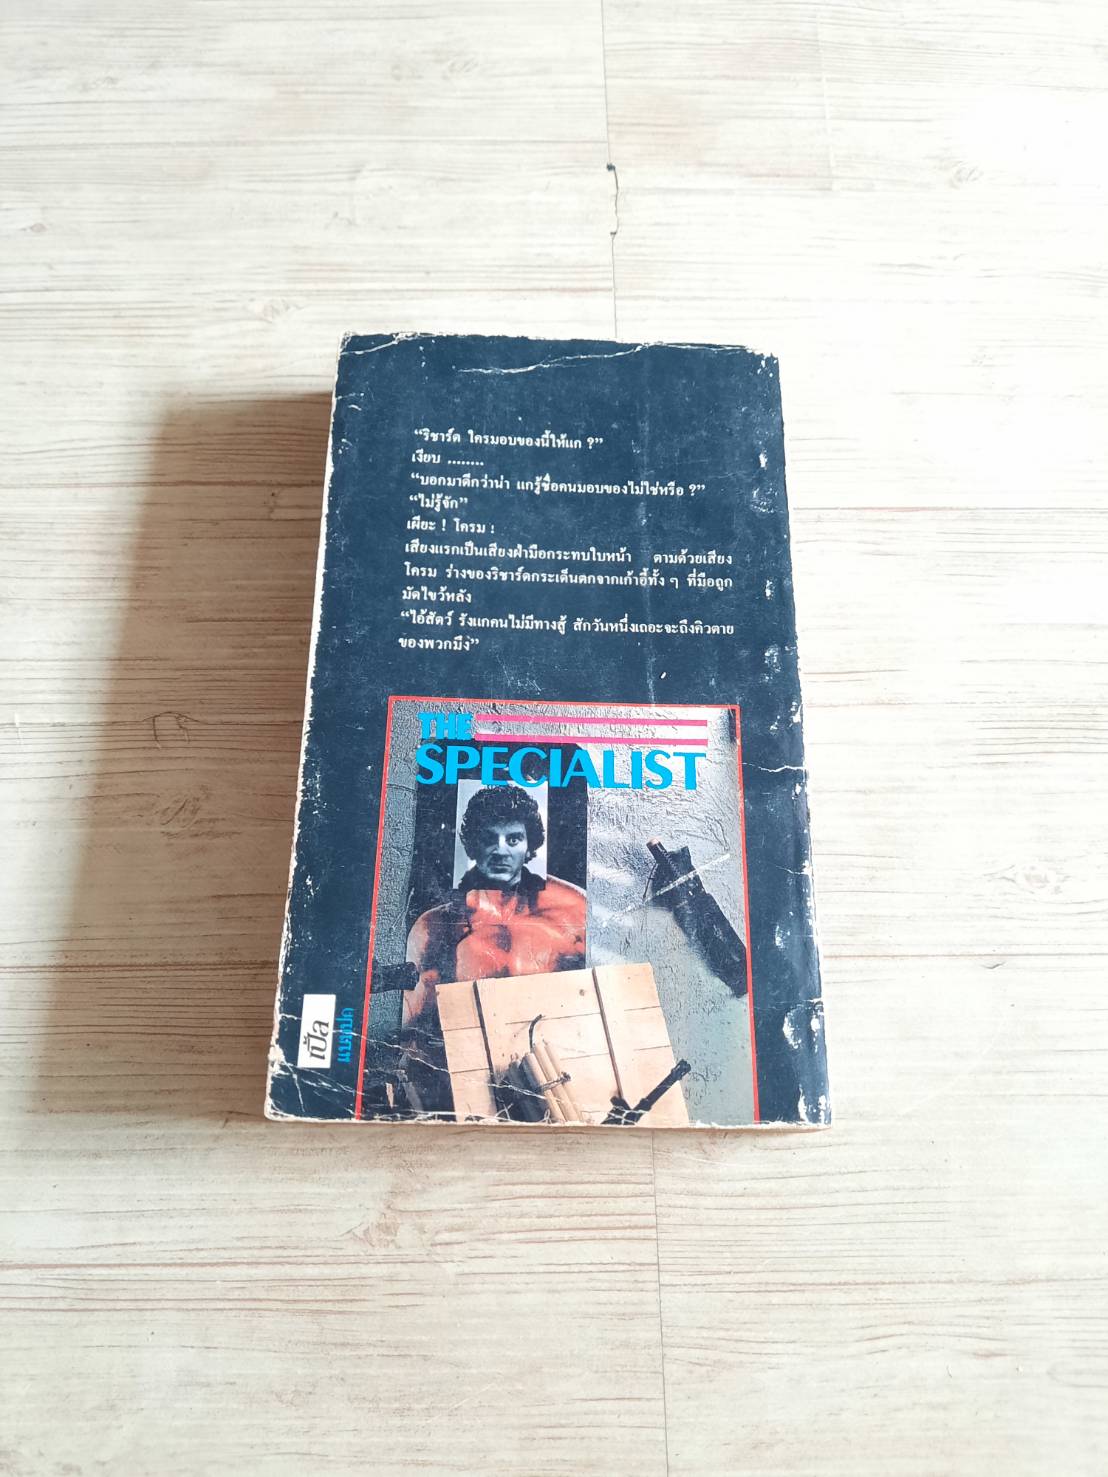 “ริชาร์ด ใครมอบของนี้ให้แก ?”
เงียบ ........
“บอกมาดีกว่าน่า แกรู้ชื่อคนมอบของไม่ใช่หรือ ?”
“ไม่รู้จัก”
เผียะ ! โครม !
เสียงแรกเป็นเสียงฝ่ามือกระทบใบหน้า ตามด้วยเสียง
โครม ร่างของริชาร์ดกระเด็นตกจากเก้าอี้ทั้ง ๆ ที่มือถูก
มัดไขว้หลัง
“ไอ้สัตว์ รังแกคนไม่มีทางสู้ สักวันหนึ่งเถอะจะถึงคิวตาย
ของพวกมึง”
THE
SPECIALIST
เปิ้ล